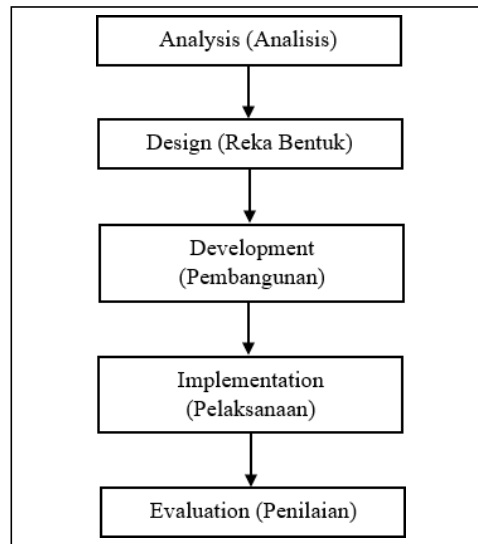 Analysis (Analisis)
Design (Reka Bentuk)
Development
(Pembangunan)
Implementation
(Pelaksanaan)
Evaluation (Penilaian)